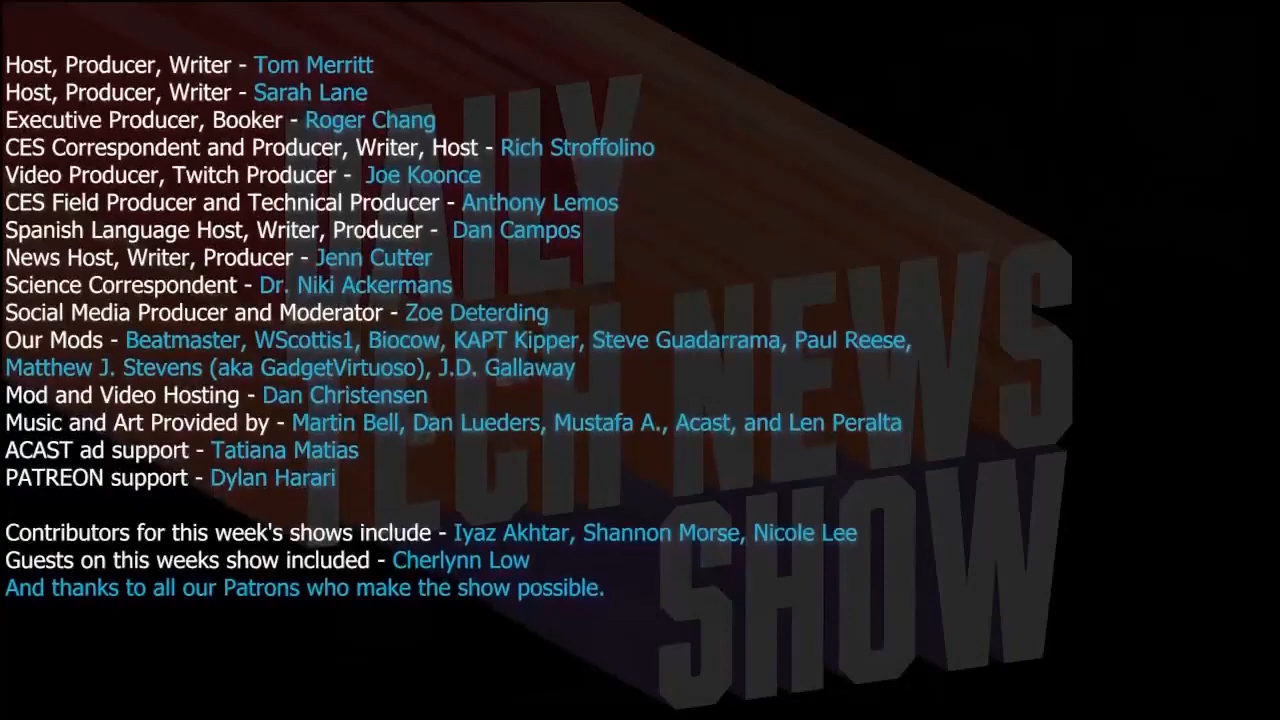 Host, Producer, Writer - Tom Merritt
Host, Producer, Writer - Sarah Lane
Executive Producer, Booker - Roger Chang
CES Correspondent and Producer, Writer, Host - Rich Stroffolino
Video Producer, Twitch Producer - Joe Koonce
CES Field Producer and Technical Producer - Anthony Lemos
Spanish Language Host, Writer, Producer - Dan Campos
News Host, Writer, Producer - Jenn Cutter
Science Correspondent - Dr. Niki Ackermans
Social Media Producer and Moderator - Zoe Deterding
Our Mods - Beatmaster, WScottis1, Biocow, KAPT Kipper, Steve Guadarrama, Paul Reese,
Matthew J. Stevens (aka GadgetVirtuoso), J.D. Gallaway
Mod and Video Hosting - Dan Christensen
Music and Art Provided by - Martin Bell, Dan Lueders, Mustafa A., Acast, and Len Peralta
ACAST ad support - Tatiana Matias
PATREON support - Dylan Harari
Contributors for this week's shows include - Iyaz Akhtar, Shannon Morse, Nicole Lee
Guests on this weeks show included - Cherlynn Low
And thanks to all our Patrons who make the show possible.
DAILY
TECH NEWS
SHOW